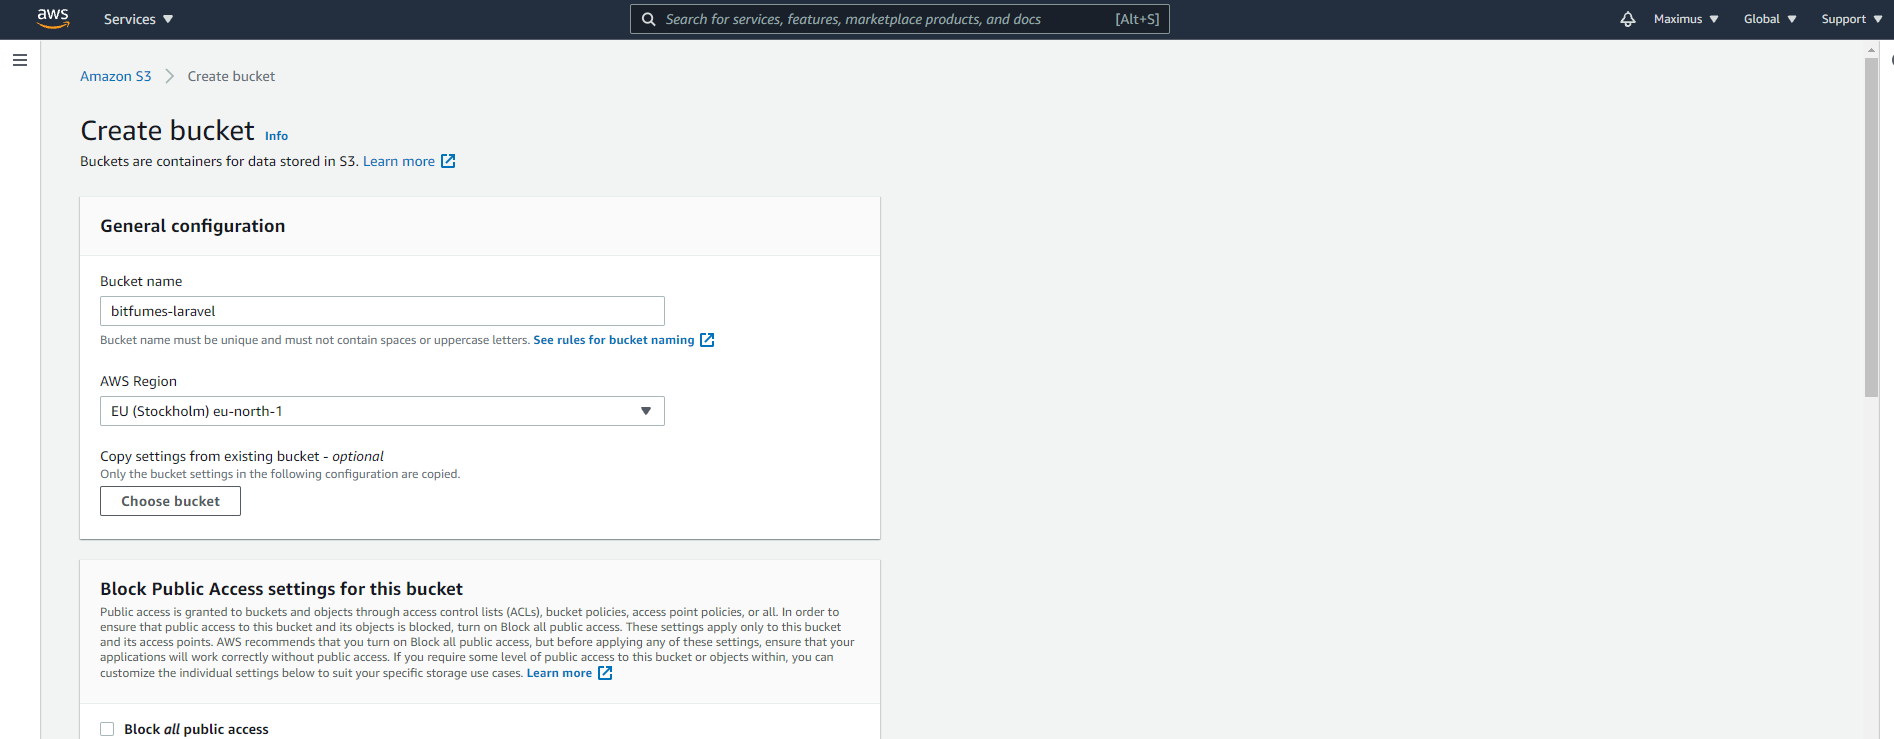 aws Services Search for services, features, marketplace products, and docs [Alt+S] Maximus Global Support
Amazon S3 Create bucket
Create bucket Info
Buckets are containers for data stored in S3. Learn more
General configuration
Bucket name
bitfumes-laravel
Bucket name must be unique and must not contain spaces or uppercase letters. See rules for bucket naming
AWS Region
EU (Stockholm) eu-north-1
Copy settings from existing bucket - optional
Only the bucket settings in the following configuration are copied.
Choose bucket
Block Public Access settings for this bucket
Public access is granted to buckets and objects through access control lists (ACLs), bucket policies, access point policies, or all. In order to
ensure that public access to this bucket and its objects is blocked, turn on Block all public access. These settings apply only to this bucket
and its access points. AWS recommends that you turn on Block all public access, but before applying any of these settings, ensure that your
applications will work correctly without public access. If you require some level of public access to this bucket or objects within, you can
customize the individual settings below to suit your specific storage use cases. Learn more
Block all public access